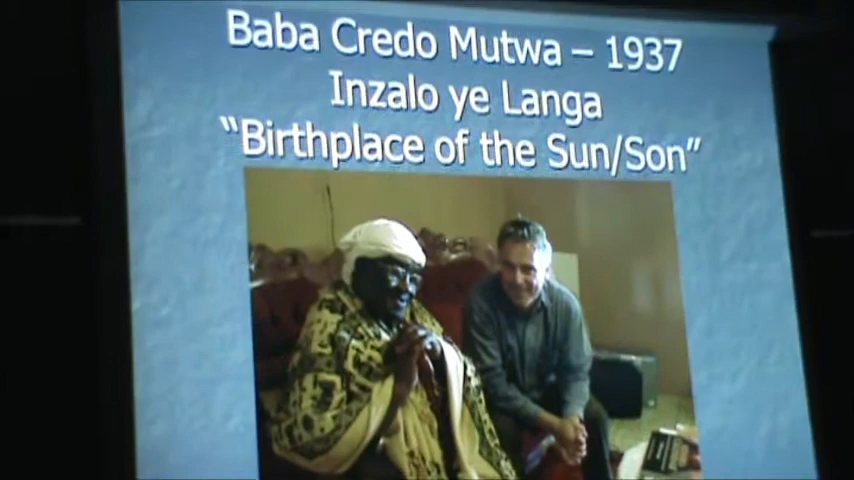 Baba Credo Mutwa – 1937
Inzalo ye Langa
“Birthplace of the Sun/Son”